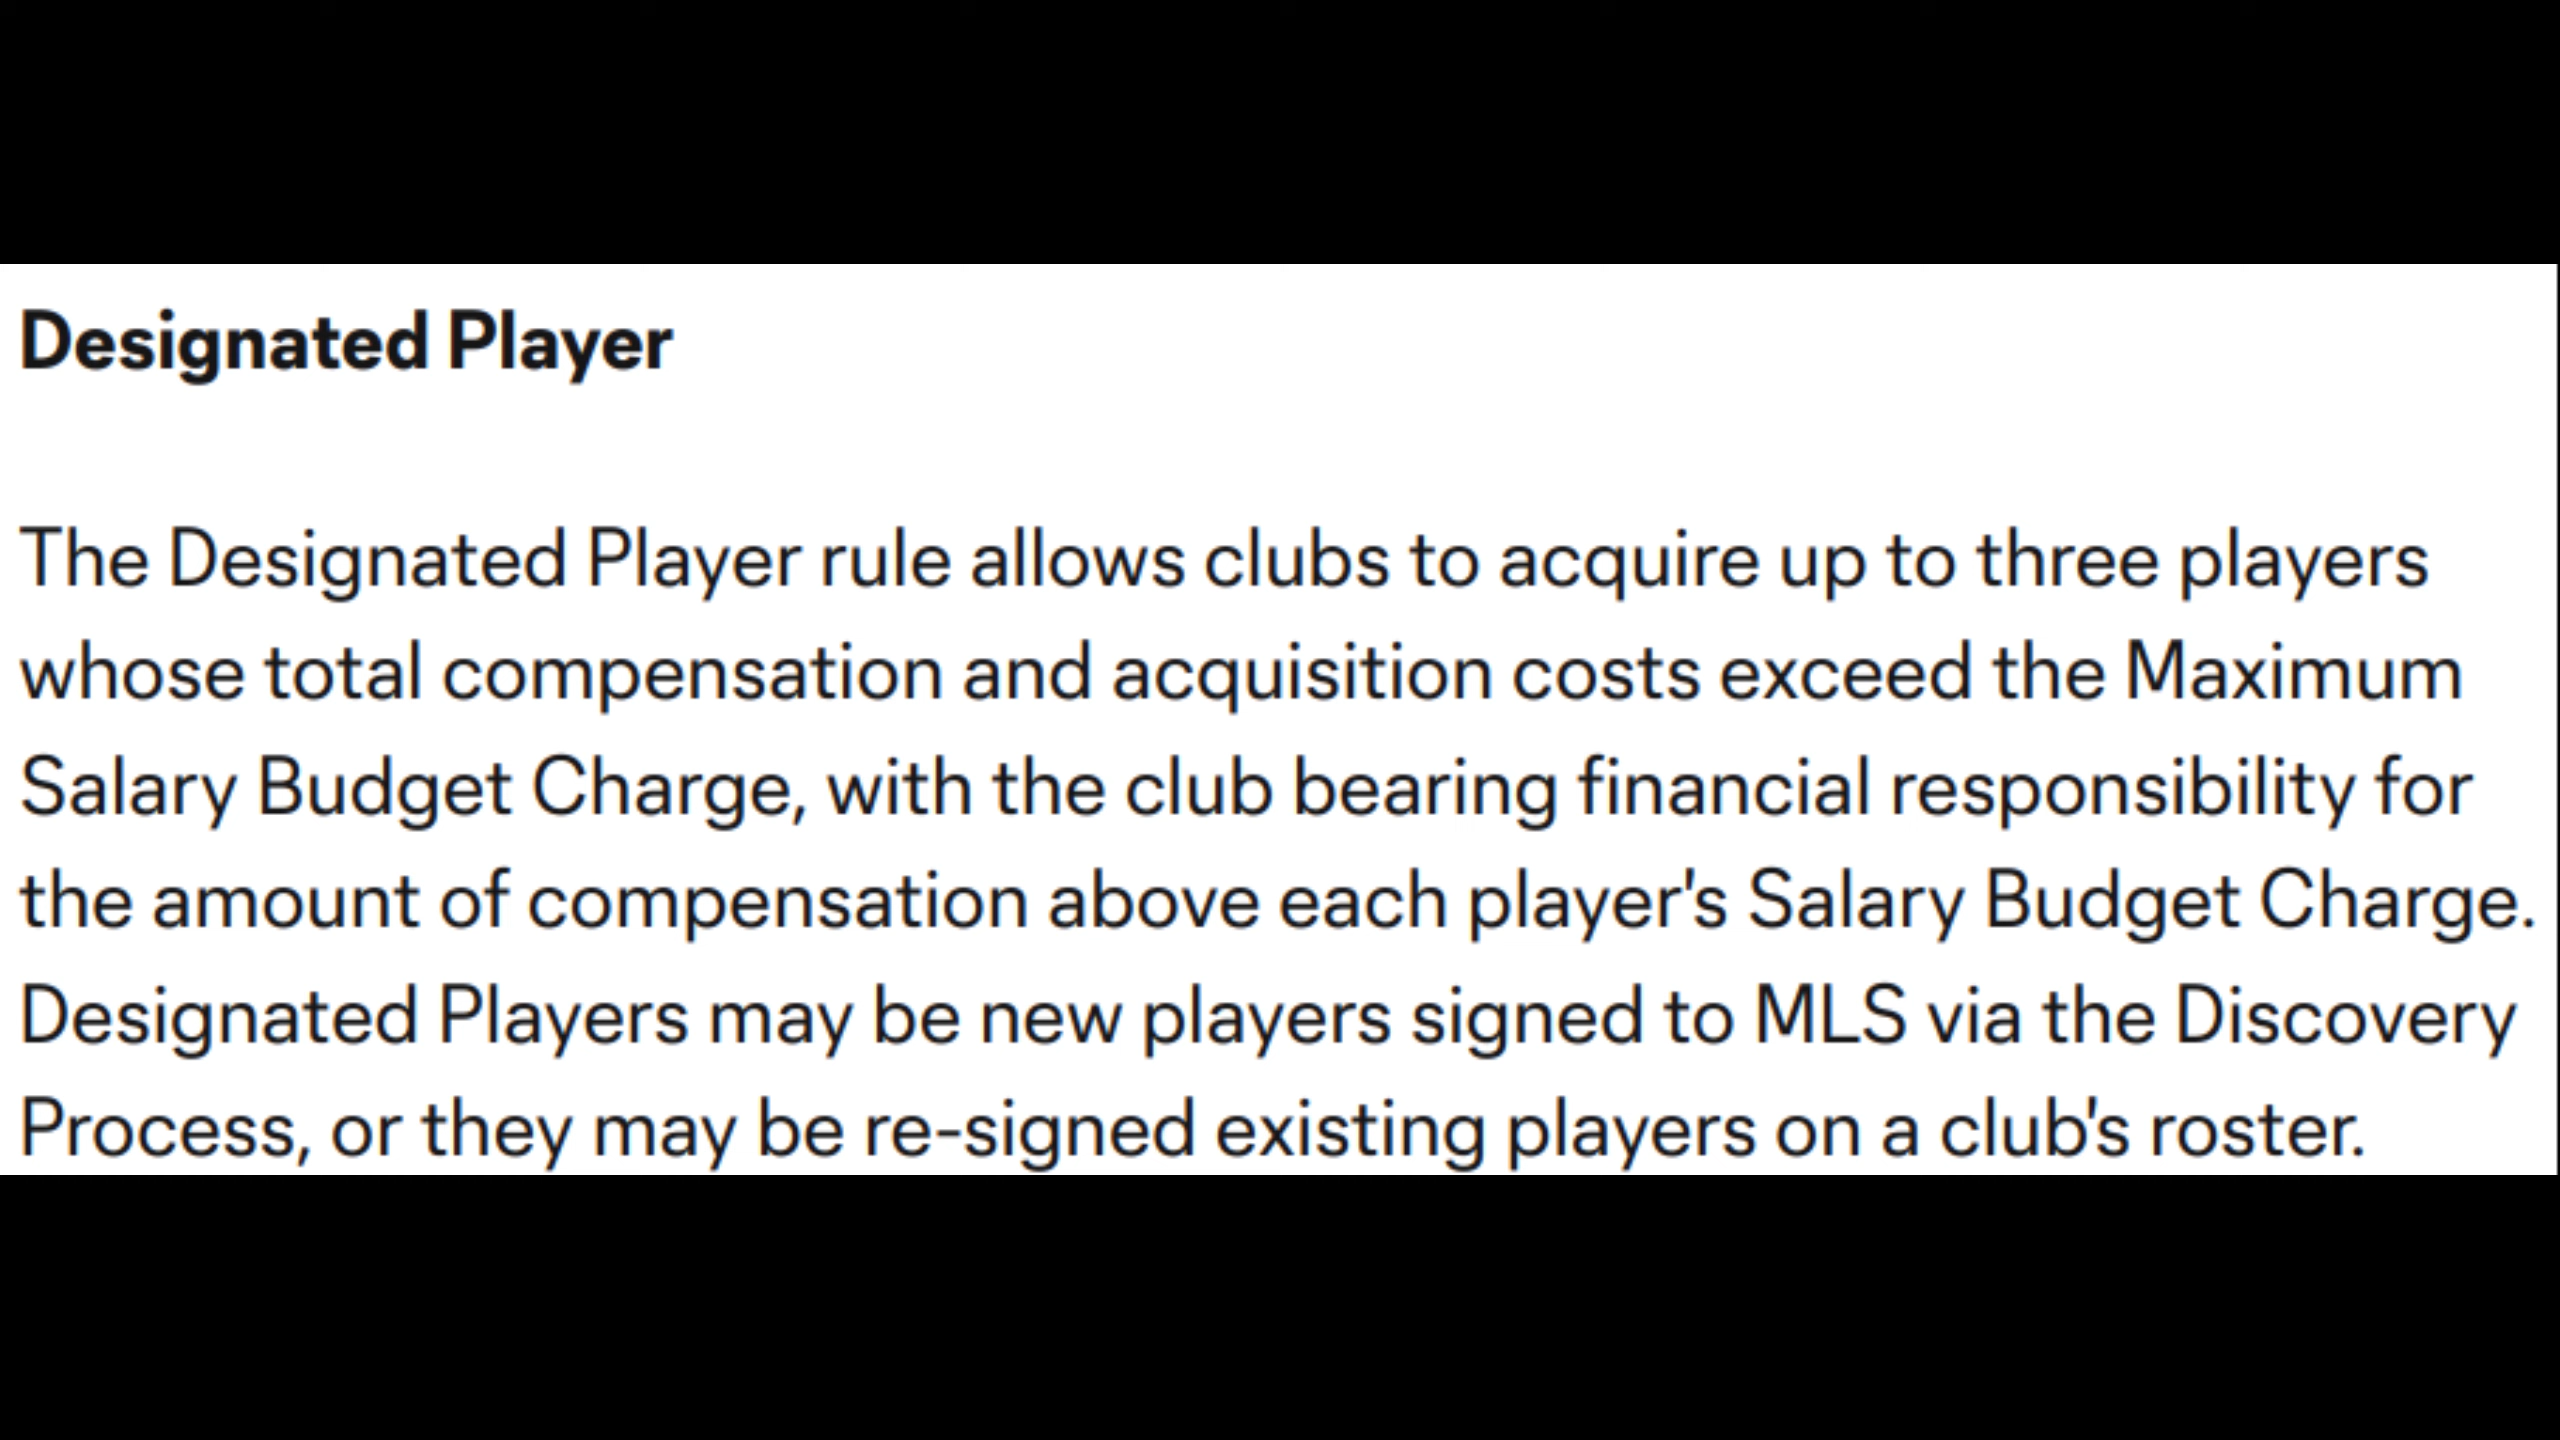 Designated Player
The Designated Player rule allows clubs to acquire up to three players
whose total compensation and acquisition costs exceed the Maximum
Salary Budget Charge, with the club bearing financial responsibility for
the amount of compensation above each player's Salary Budget Charge.
Designated Players may be new players signed to MLS via the Discovery
Process, or they may be re-signed existing players on a club's roster.